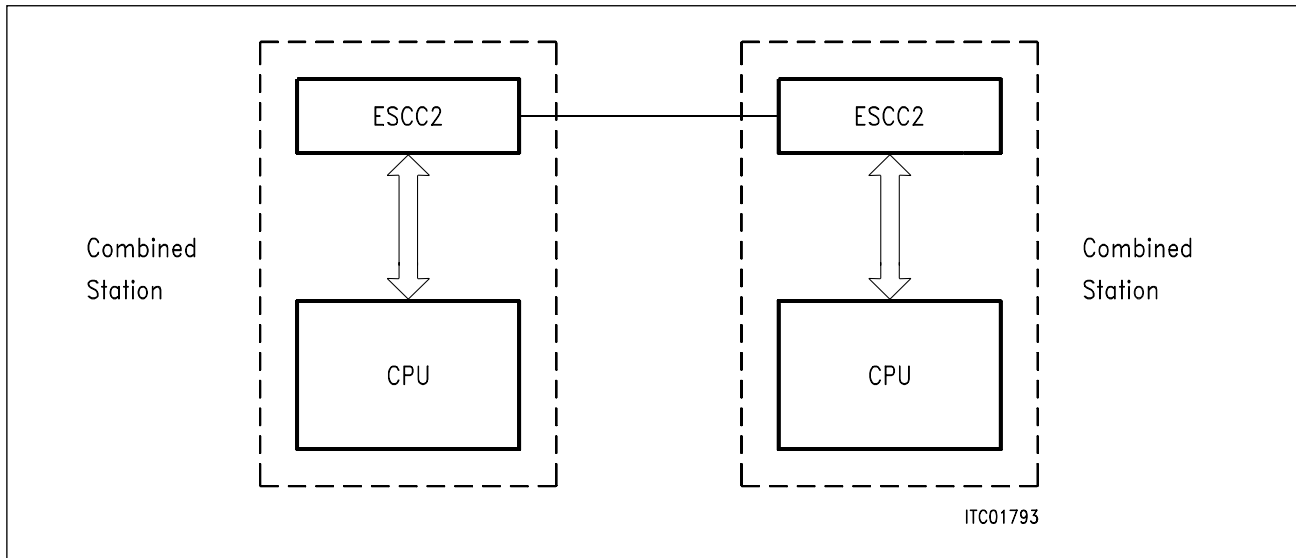 ESCC2
ESCC2
Combined
Station
Combined
Station
CPU
CPU
ITC01793